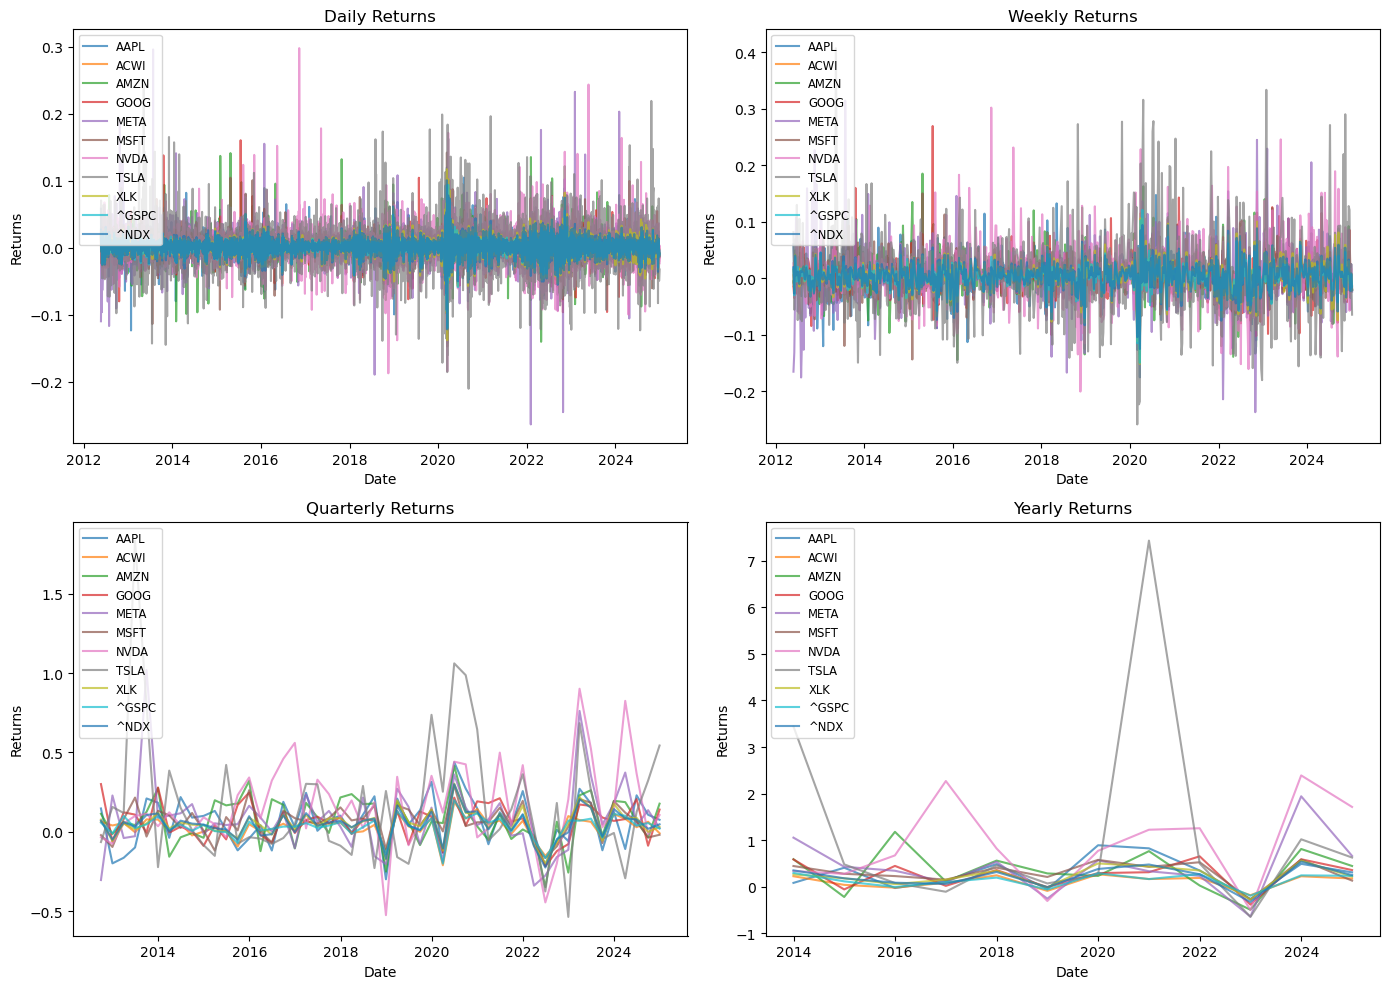 Daily Returns
0.3
0.2
0.1
0.0
−0.1
−0.2
Returns
AAPL
ACWI
AMZN
GOOG
META
MSFT
NVDA
TSLA
XLK
^GSPC
^NDX
2012 2014 2016 2018 2020 2022 2024
Date
Weekly Returns
0.4
0.3
0.2
0.1
0.0
−0.1
−0.2
Returns
AAPL
ACWI
AMZN
GOOG
META
MSFT
NVDA
TSLA
XLK
^GSPC
^NDX
2012 2014 2016 2018 2020 2022 2024
Date
Quarterly Returns
1.5
1.0
0.5
0.0
−0.5
Returns
AAPL
ACWI
AMZN
GOOG
META
MSFT
NVDA
TSLA
XLK
^GSPC
^NDX
2014 2016 2018 2020 2022 2024
Date
Yearly Returns
7
6
5
4
3
2
1
0
−1
Returns
AAPL
ACWI
AMZN
GOOG
META
MSFT
NVDA
TSLA
XLK
^GSPC
^NDX
2014 2016 2018 2020 2022 2024
Date